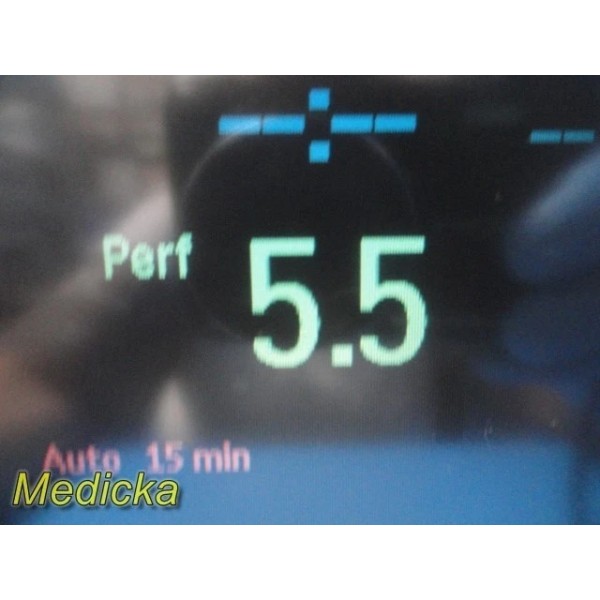 --:-- --
Perf 5.5
Auto 15 min
Medicka